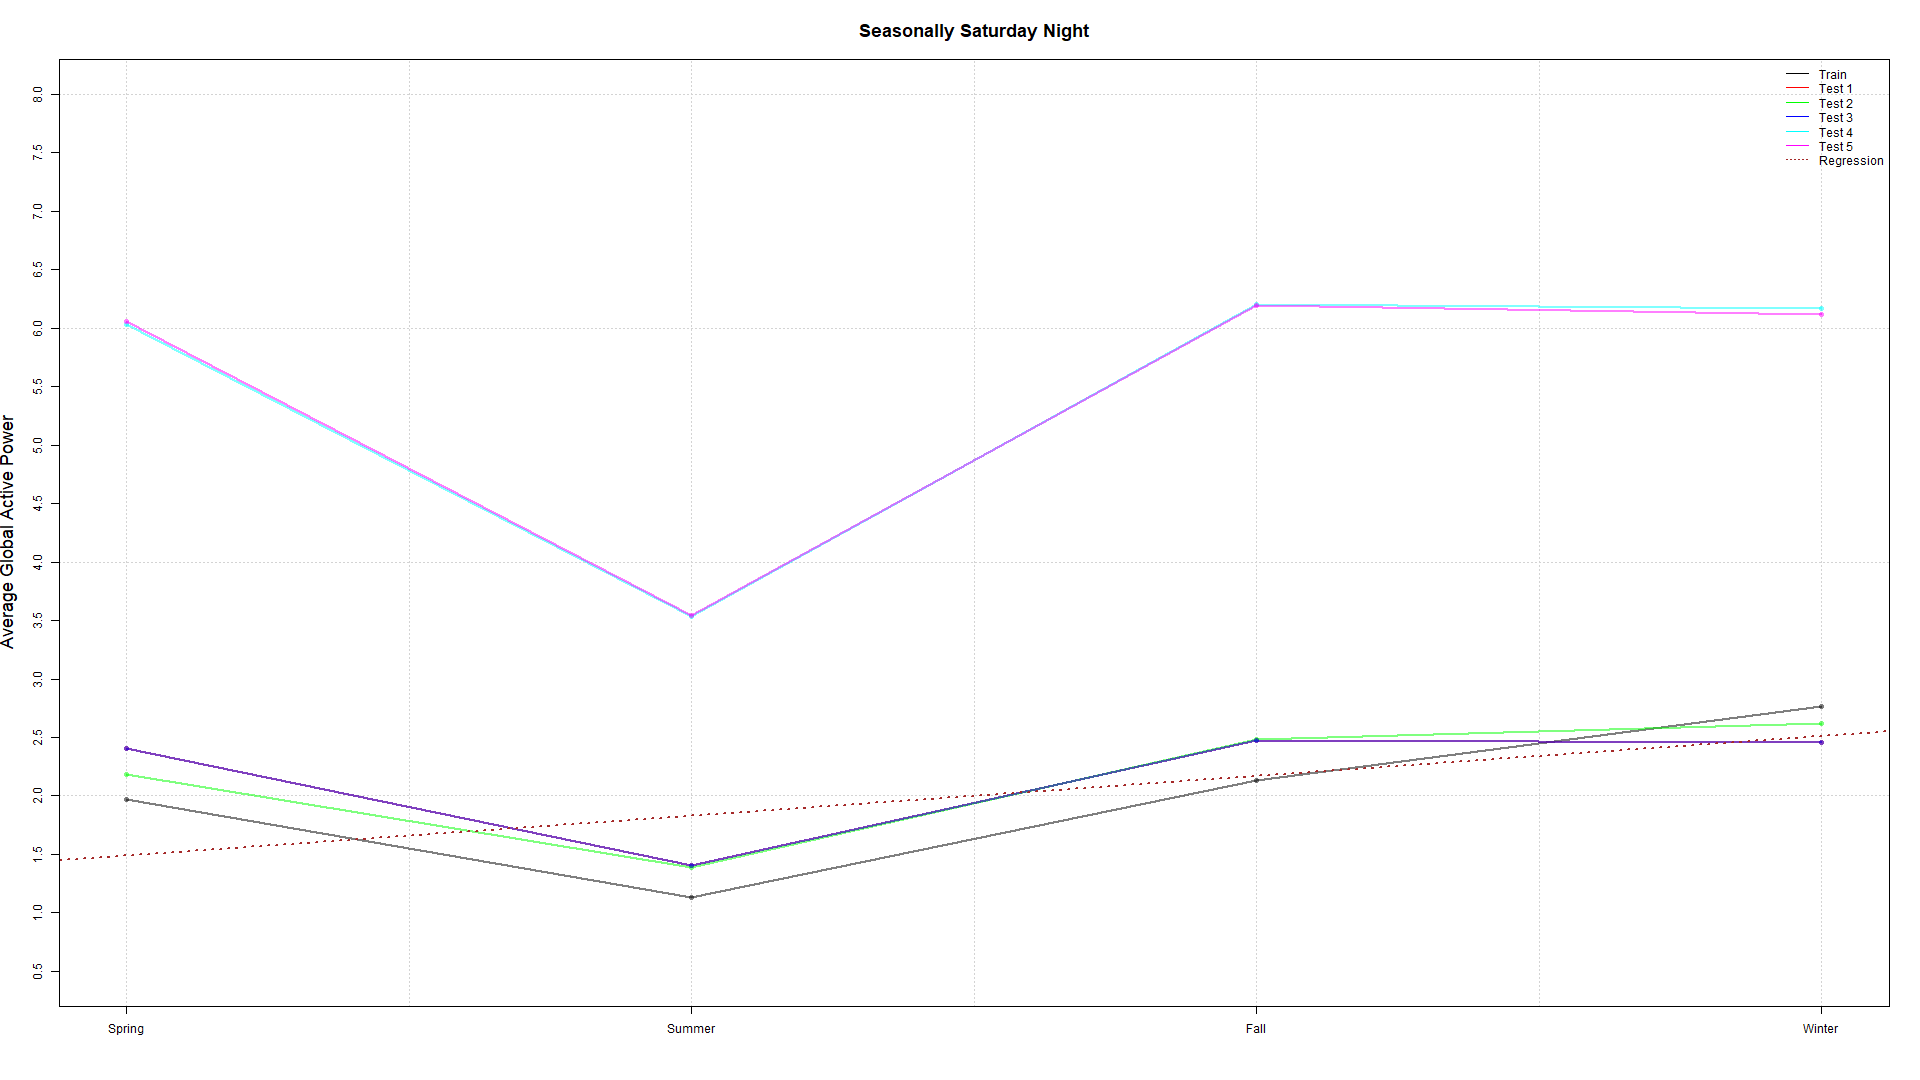 Seasonally Saturday Night
Train
Test 1
Test 2
Test 3
Test 4
Test 5
Regression
Average Global Active Power
8.0
7.5
7.0
6.5
6.0
5.5
5.0
4.5
4.0
3.5
3.0
2.5
2.0
1.5
1.0
0.5
Spring Summer Fall Winter